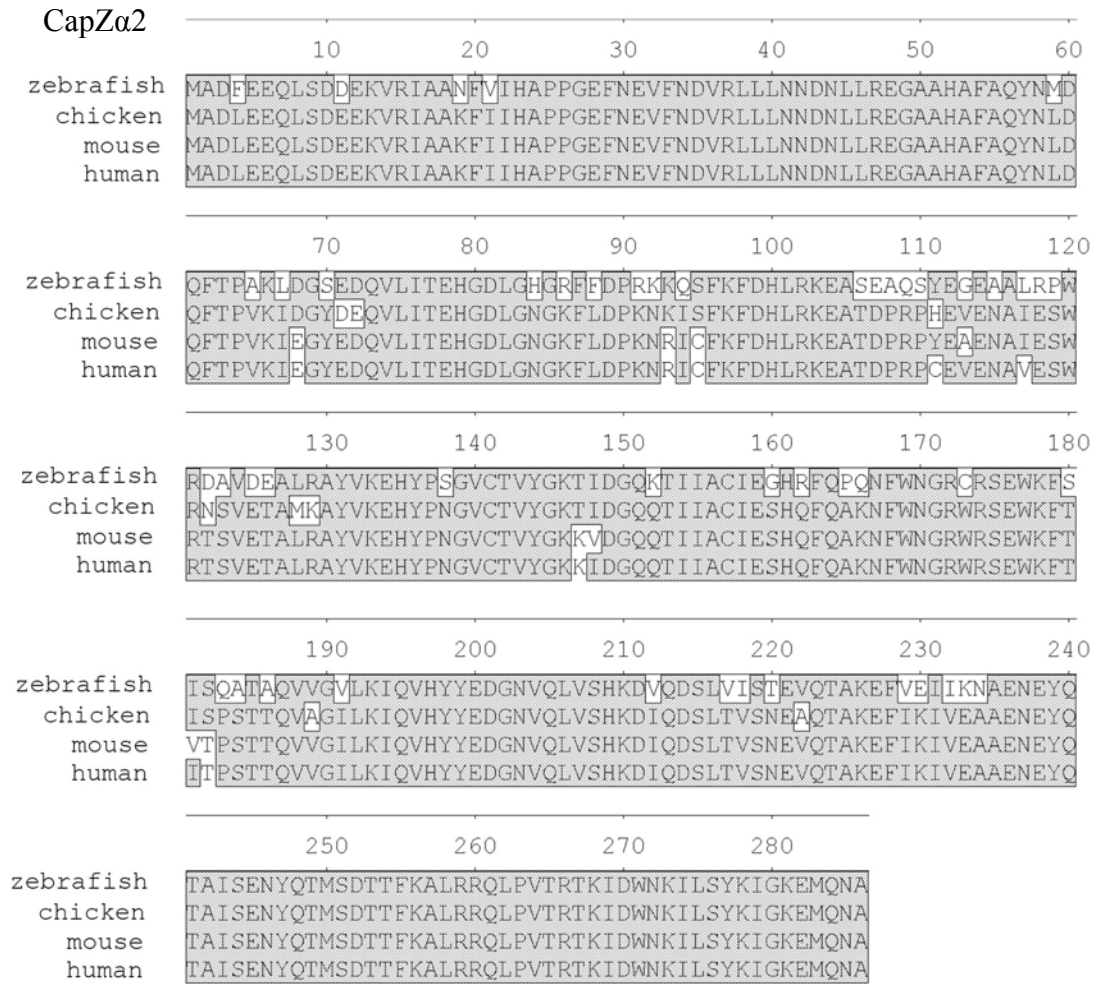 CapZα2
10 20 30 40 50 60
zebrafish MADFEEQLSDDEKVRIAANFVIHAPPGEFNEVFNDVRLLLNNDNLLREGAAHAFAQYNMD
chicken MADLEEQLSDEEKVRIAAKFIIHAPPGEFNEVFNDVRLLLNNDNLLREGAAHAFAQYNLD
mouse MADLEEQLSDEEKVRIAAKFIIHAPPGEFNEVFNDVRLLLNNDNLLREGAAHAFAQYNLD
human MADLEEQLSDEEKVRIAAKFIIHAPPGEFNEVFNDVRLLLNNDNLLREGAAHAFAQYNLD
70 80 90 100 110 120
zebrafish QFTPAKLDGSEDQVLITEHGDLGHGRFFDPRKKQSFKFDHLRKEASEAQSYEGEAALRPW
chicken QFTPVKIDGYDEQVLITEHGDLGNGKFLDPKNKISFKFDHLRKEATDPRPHEVENAIESW
mouse QFTPVKIEGYEDQVLITEHGDLGNGKFLDPKNRICFKFDHLRKEATDPRPYEAENAIESW
human QFTPVKIEGYEDQVLITEHGDLGNGKFLDPKNRICFKFDHLRKEATDPRPCEVENAVESW
130 140 150 160 170 180
zebrafish RDAVDEALRAYVKEHYPSGVCTVYGKTIDGQKTIIACIEGHRFQPQNFWNGRCRSEWKFS
chicken RNSVETAMKAYVKEHYPNGVCTVYGKTIDGQQTIIACIESHQFQAKNFWNGRWRSEWKFT
mouse RTSVETALRAYVKEHYPNGVCTVYGKKVDGQQTIIACIESHQFQAKNFWNGRWRSEWKFT
human RTSVETALRAYVKEHYPNGVCTVYGKKIDGQQTIIACIESHQFQAKNFWNGRWRSEWKFT
190 200 210 220 230 240
zebrafish ISQATAQVVGVLKIQVHYYEDGNVQLVSHKDVQDSLVISTEVQTAKEFVEIIKNAENEYQ
chicken ISPSTTQVAGILKIQVHYYEDGNVQLVSHKDIQDSLTVSNEAQTAKEFIKIVEAAENEYQ
mouse VTPSTTQVVGILKIQVHYYEDGNVQLVSHKDIQDSLTVSNEVQTAKEFIKIVEAAENEYQ
human ITPSTTQVVGILKIQVHYYEDGNVQLVSHKDIQDSLTVSNEVQTAKEFIKIVEAAENEYQ
250 260 270 280
zebrafish TAISENYQTMSDTTFKALRRQLPVTRTKIDWNKILSYKIGKEMQNA
chicken TAISENYQTMSDTTFKALRRQLPVTRTKIDWNKILSYKIGKEMQNA
mouse TAISENYQTMSDTTFKALRRQLPVTRTKIDWNKILSYKIGKEMQNA
human TAISENYQTMSDTTFKALRRQLPVTRTKIDWNKILSYKIGKEMQNA